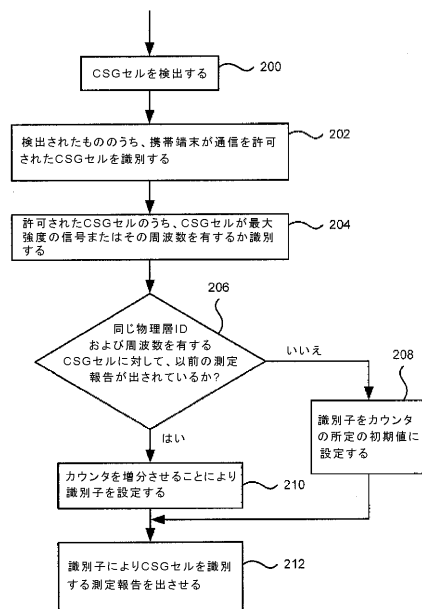 CSGセルを検出する
200
検出されたもののうち、携帯端末が通信を許可
されたCSGセルを識別する
202
許可されたCSGセルのうち、CSGセルが最大
強度の信号またはその周波数を有するか識別
する
204
同じ物理層ID
および周波数を有する
CSGセルに対して、以前の測定
報告が出されているか?
206
いいえ
208
識別子をカウンタ
の所定の初期値に
設定する
はい
カウンタを増分させることにより
識別子を設定する
210
識別子によりCSGセルを識別
する測定報告を出させる
212